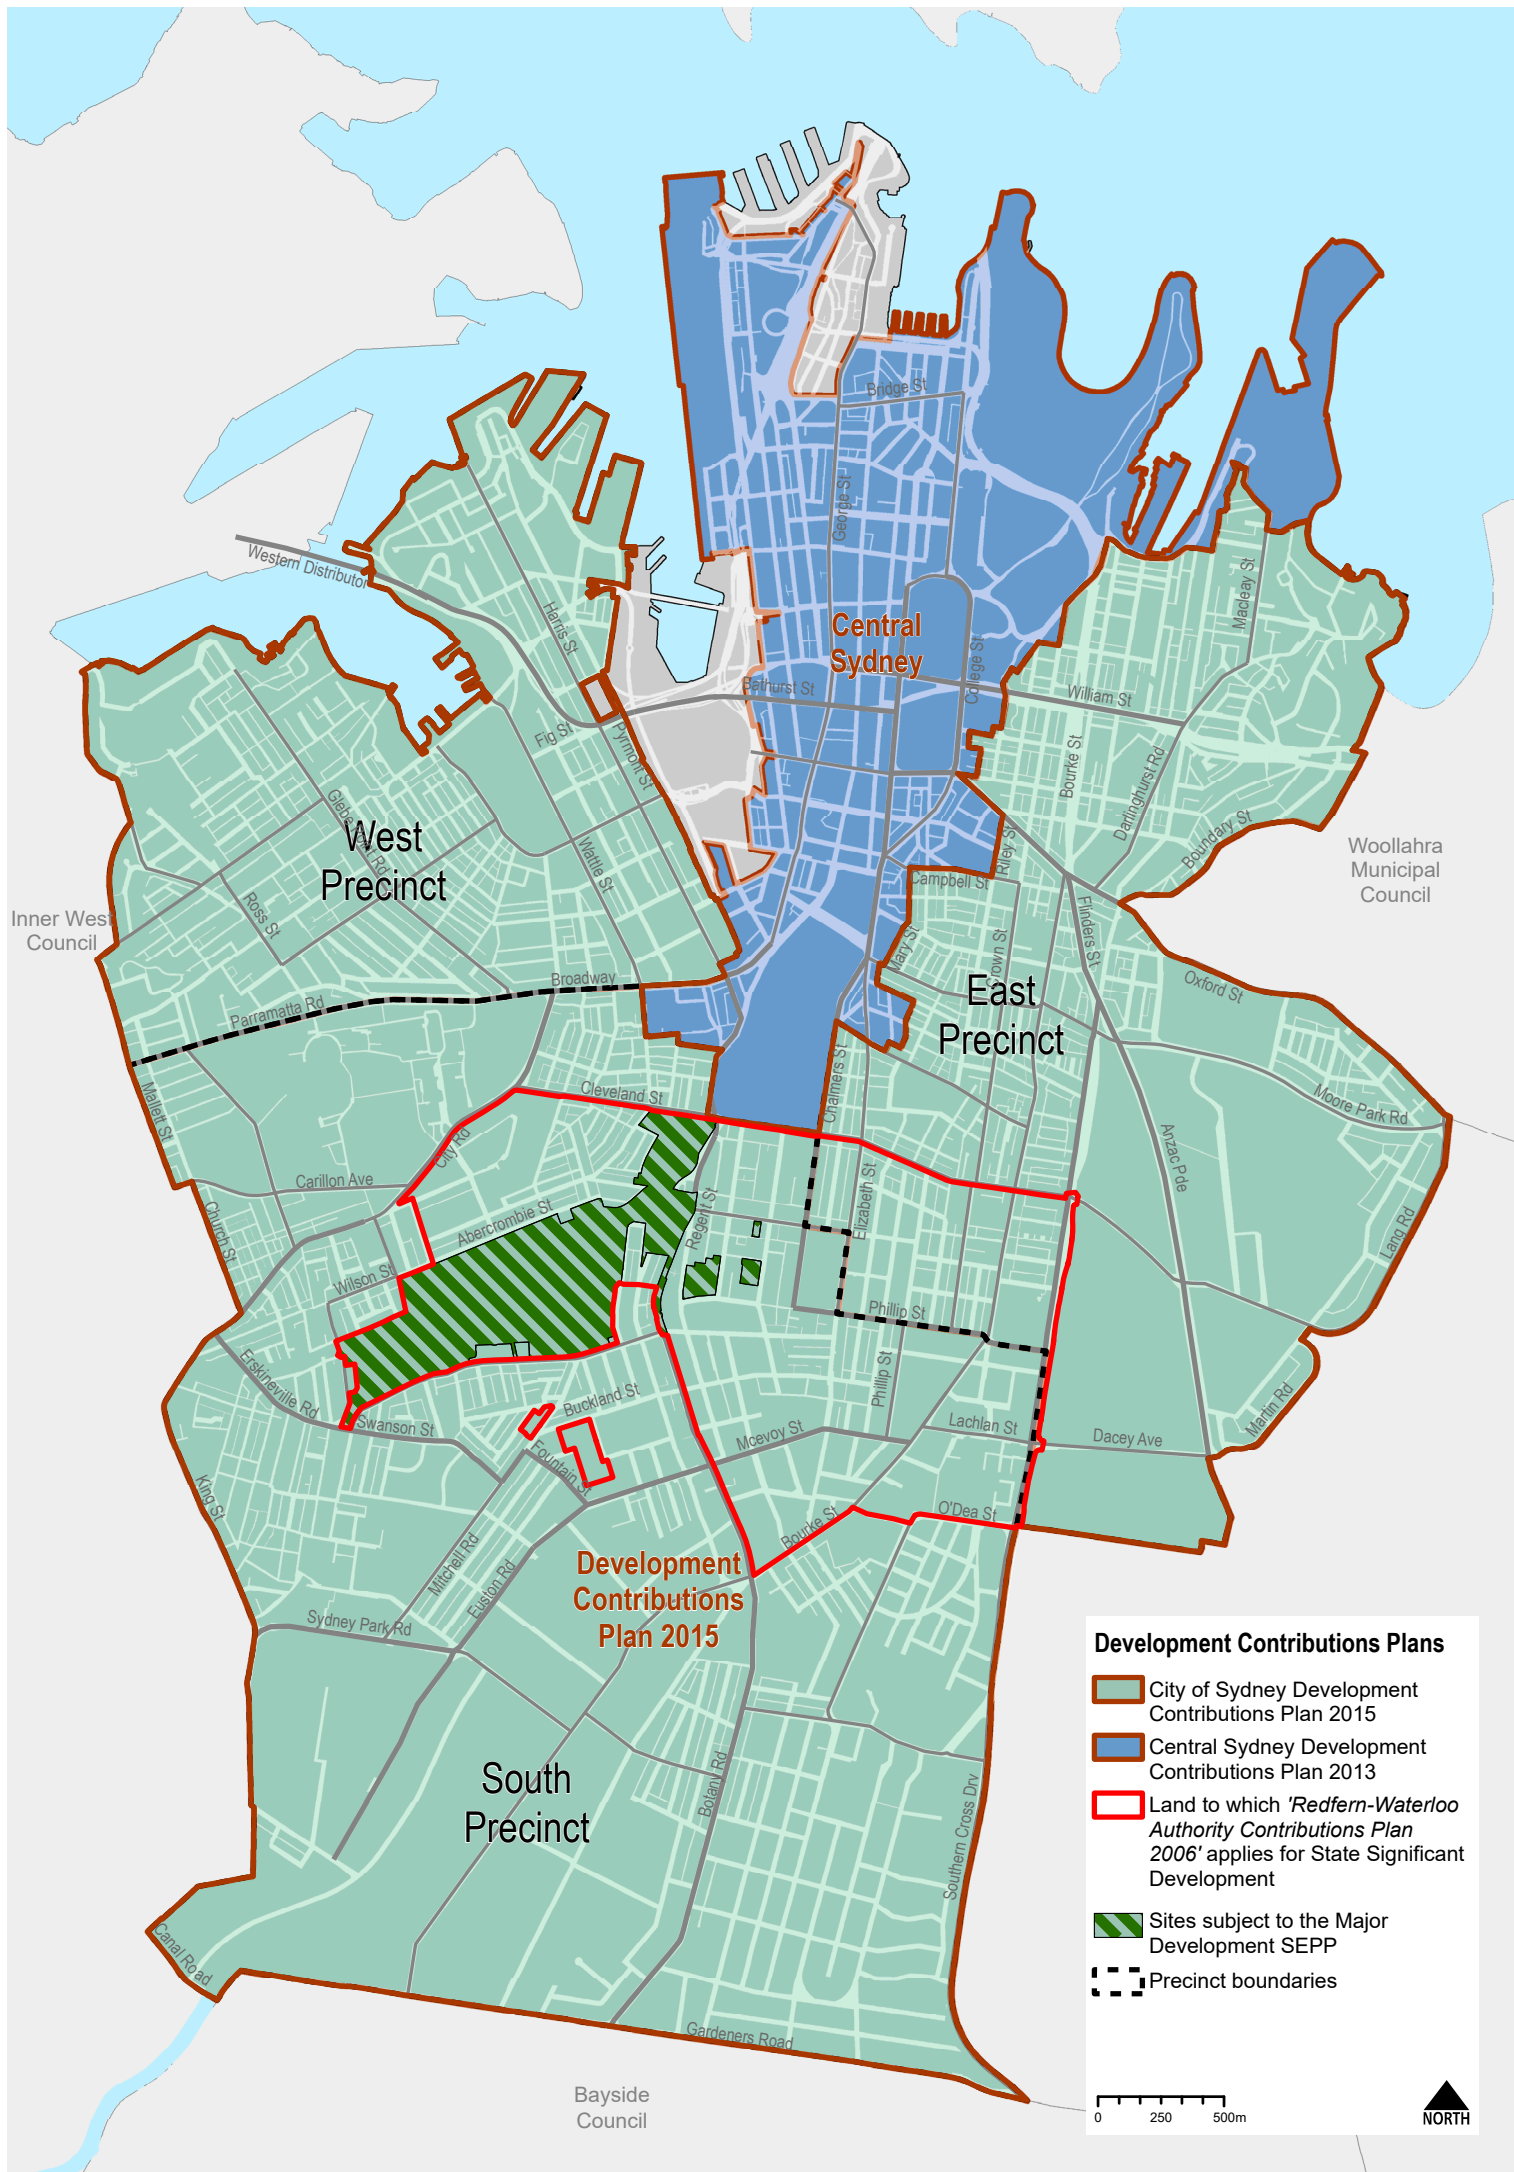 Bridge St
George St
Western Distributor
Harris St
Macleay St
Central
Sydney
College St
Bathurst St
William St
Fig St
Pyrmont St
Bourke St
Darlinghurst Rd
Boundary St
Glebe Point Rd
West
Precinct
Wattle St
Riley St
Campbell St
Woollahra
Municipal
Council
Ross St
Inner West
Council
Flinders St
Mary St
Crown St
East
Precinct
Oxford St
Broadway
Parramatta Rd
Mallett St
Cleveland St
Chalmers St
Moore Park Rd
City Rd
Anzac Pde
Carillon Ave
Church St
Abercrombie St
Regent St
Elizabeth St
Lang Rd
Wilson St
Phillip St
Erskineville Rd
Swanson St
Buckland St
Phillip St
Martin Rd
Fountain St
Mcevoy St
Lachlan St
Dacey Ave
King St
Bourke St
O'Dea St
Mitchell Rd
Euston Rd
Development
Contributions
Plan 2015
Sydney Park Rd
South
Precinct
Botany Rd
Southern Cross Drv
Canal Road
Gardeners Road
Bayside
Council
Development Contributions Plans
City of Sydney Development
Contributions Plan 2015
Central Sydney Development
Contributions Plan 2013
Land to which 'Redfern-Waterloo
Authority Contributions Plan
2006' applies for State Significant
Development
Sites subject to the Major
Development SEPP
Precinct boundaries
0 250 500m
NORTH